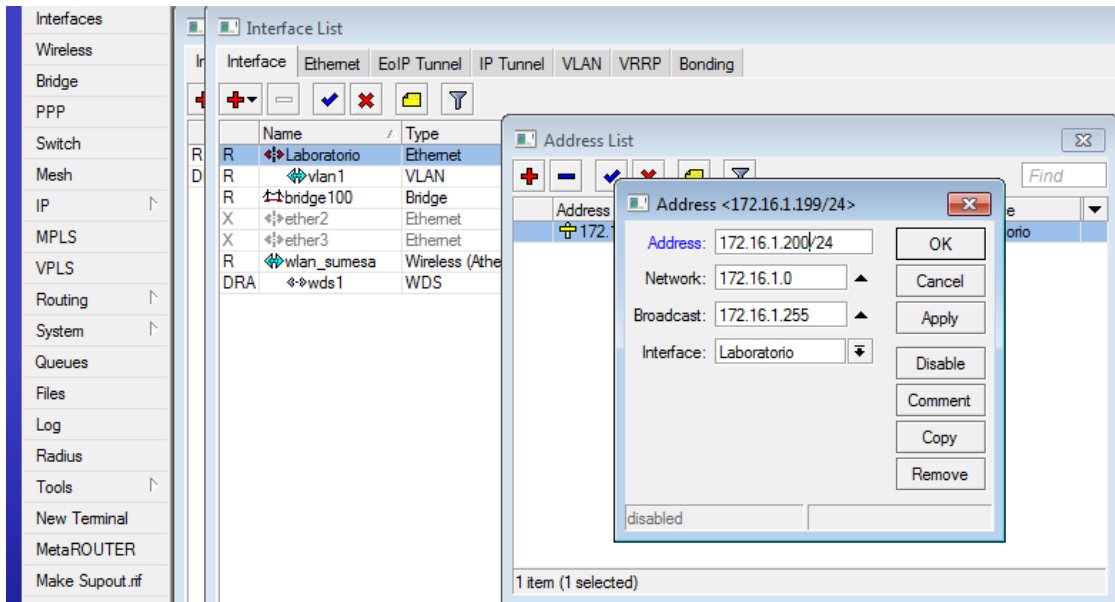 Interfaces
Wireless
Bridge
PPP
Switch
Mesh
IP
MPLS
VPLS
Routing
System
Queues
Files
Log
Radius
Tools
New Terminal
MetaROUTER
Make Supout.rif
R
D
Interface List
Interface Ethernet EoIP Tunnel IP Tunnel VLAN VRRP Bonding
Name Type
R Laboratorio Ethernet
R vlan1 VLAN
R bridge100 Bridge
X ether2 Ethernet
X ether3 Ethernet
R wlan_sumesa Wireless (Athe
DRA wds1 WDS
Address List
Find
Address
Address <172.16.1.199/24>
Address: 172.16.1.200/24 OK
Network: 172.16.1.0 Cancel
Broadcast: 172.16.1.255 Apply
Interface: Laboratorio Disable
Comment
Copy
Remove
disabled
1 item (1 selected)